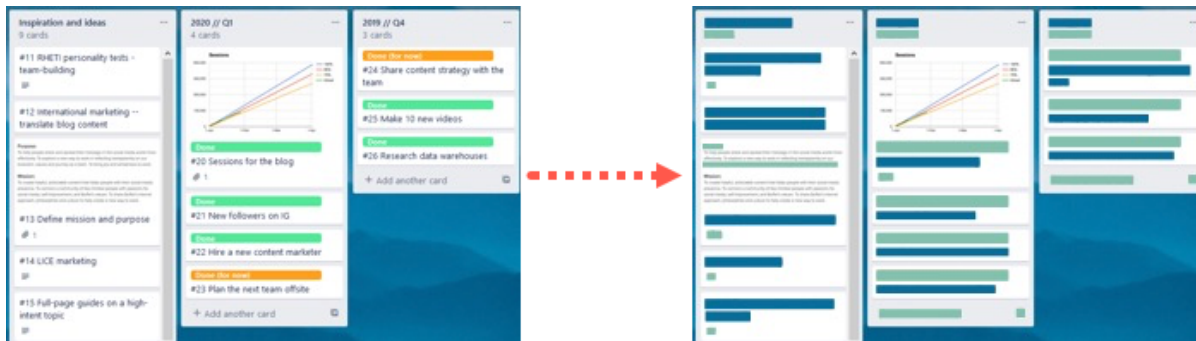 Inspiration and ideas
9 cards
#11 RHETI personality tests -
team-building
#12 International marketing --
translate blog content
Purpose
Mission
#13 Define mission and purpose
1
#14 LICE marketing
#15 Full-page guides on a high-
intent topic
2020 // Q1
4 cards
Sessions
Done
#20 Sessions for the blog
1
Done
#21 New followers on IG
Done
#22 Hire a new content marketer
Done (for now)
#23 Plan the next team offsite
+ Add another card
2019 // Q4
3 cards
Done (for now)
#24 Share content strategy with the
team
Done
#25 Make 10 new videos
Done
#26 Research data warehouses
+ Add another card